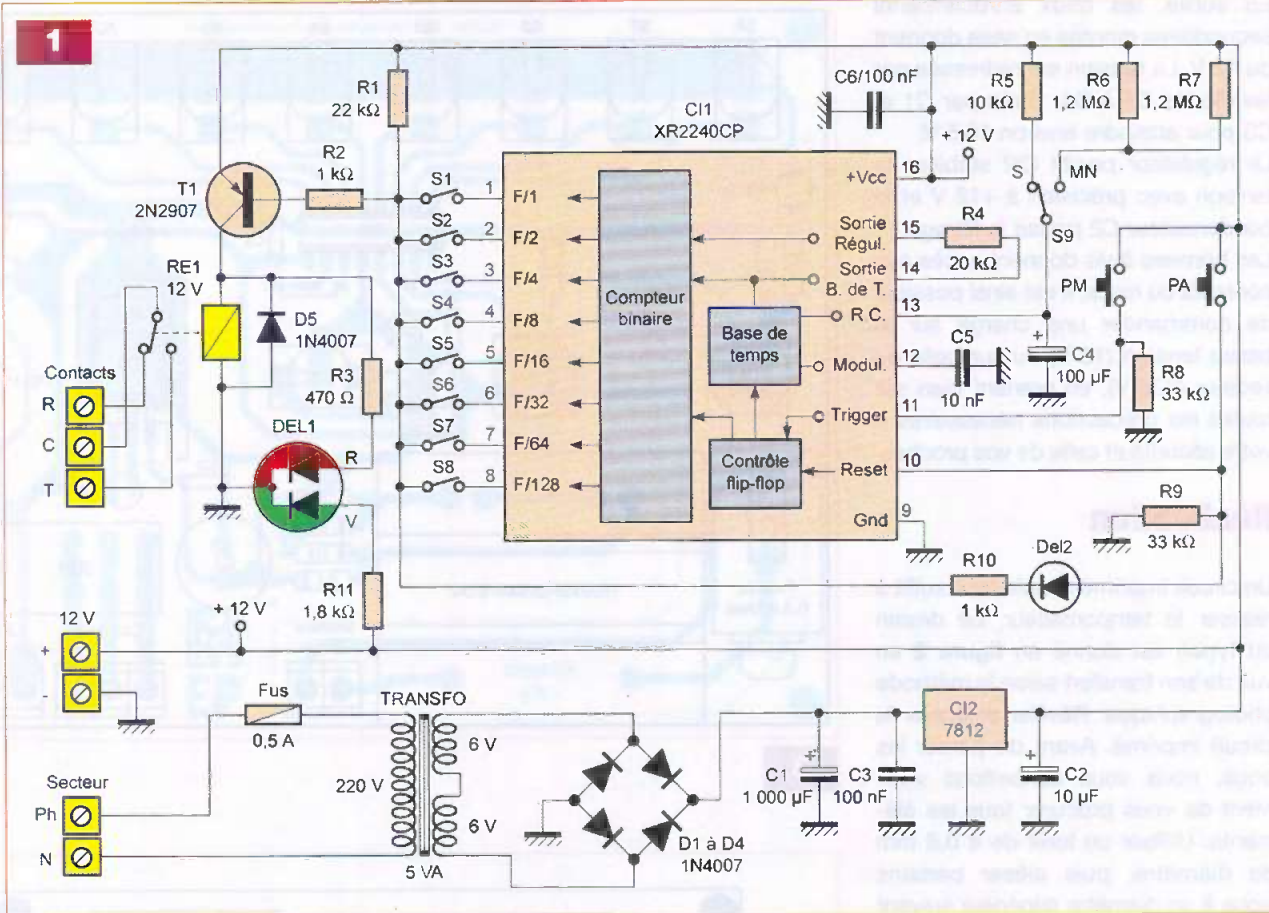 1
R1
22 kΩ
C6/100 nF
R5
10 kΩ
R6
1,2 MΩ
R7
1,2 MΩ
CI1
XR2240CP
+ 12 V
R2
1 kΩ
T1
2N2907
S1
S2
S3
S4
S5
S6
S7
S8
1
2
3
4
5
6
7
8
F/1
F/2
F/4
F/8
F/16
F/32
F/64
F/128
Compteur
binaire
Base de
temps
Contrôle
flip-flop
+Vcc
Sortie
Régul.
Sortie
B. de T.
R.C.
Modul.
Trigger
Reset
Gnd
16
15
14
13
12
11
10
9
R4
20 kΩ
S
MN
S9
PM
PA
C5
10 nF
C4
100 µF
R8
33 kΩ
R9
33 kΩ
R10
1 kΩ
Del2
RE1
12 V
D5
1N4007
R3
470 Ω
Contacts
R
C
T
DEL1
R
V
R11
1,8 kΩ
12 V
+
-
+ 12 V
Fus
0,5 A
TRANSFO
220 V
6 V
6 V
5 VA
Secteur
Ph
N
D1 à D4
1N4007
C1
1 000 µF
C3
100 nF
CI2
7812
C2
10 µF